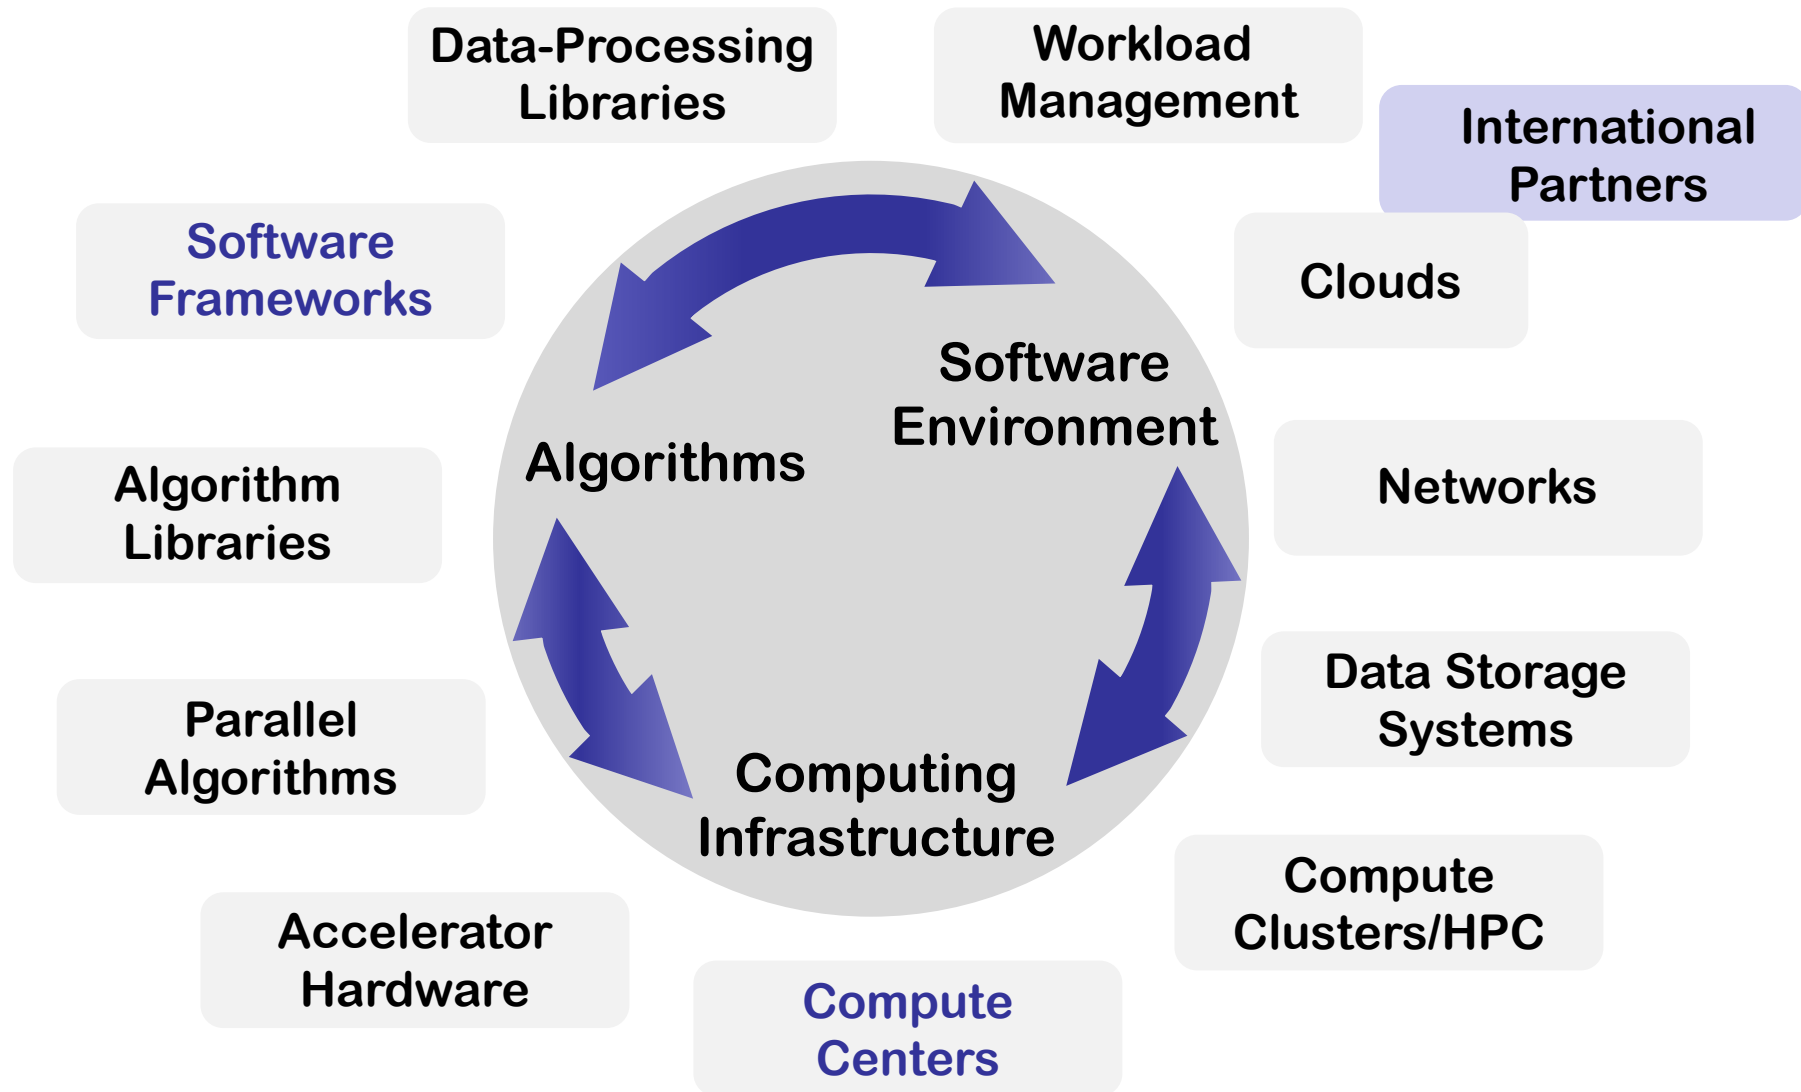 Data-Processing
Libraries
Workload
Management
International
Partners
Software
Frameworks
Clouds
Software
Environment
Algorithms
Algorithm
Libraries
Networks
Parallel
Algorithms
Data Storage
Systems
Computing
Infrastructure
Compute
Clusters/HPC
Accelerator
Hardware
Compute
Centers